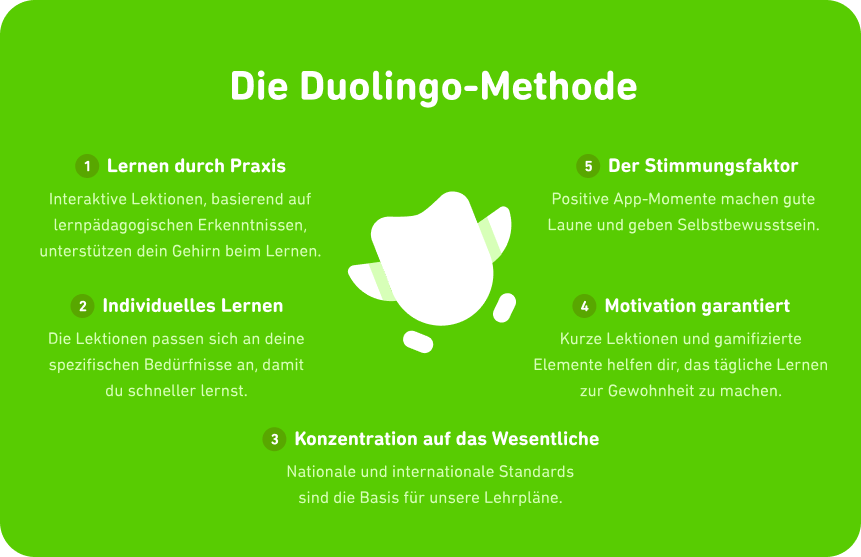 Die Duolingo-Methode
1 Lernen durch Praxis
Interaktive Lektionen, basierend auf
lernpädagogischen Erkenntnissen,
unterstützen dein Gehirn beim Lernen.
2 Individuelles Lernen
Die Lektionen passen sich an deine
spezifischen Bedürfnisse an, damit
du schneller lernst.
3 Konzentration auf das Wesentliche
Nationale und internationale Standards
sind die Basis für unsere Lehrpläne.
4 Motivation garantiert
Kurze Lektionen und gamifizierte
Elemente helfen dir, das tägliche Lernen
zur Gewohnheit zu machen.
5 Der Stimmungsfaktor
Positive App-Momente machen gute
Laune und geben Selbstbewusstsein.